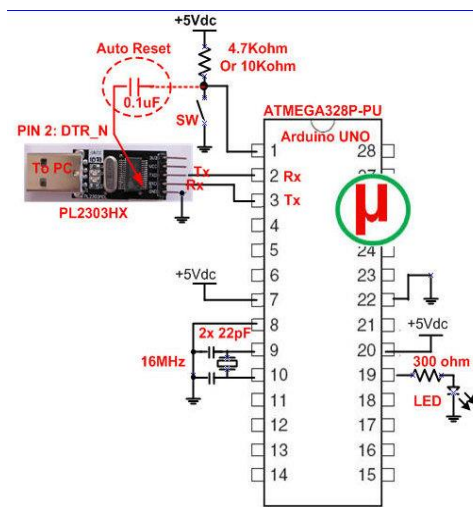 +5Vdc
Auto Reset
4.7Kohm
Or 10Kohm
0.1uF
SW
ATMEGA328P-PU
Arduino UNO
PIN 2: DTR_N
To PC
Tx
Rx
PL2303HX
1
2 Rx
3 Tx
4
5
6
7
8
9
10
11
12
13
14
28
24
23
22
21
20
19
18
17
16
15
µ
+5Vdc
2x 22pF
16MHz
+5Vdc
300 ohm
LED